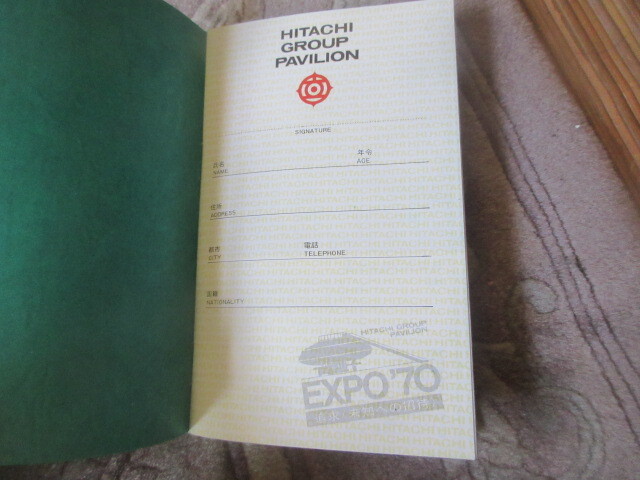 HITACHI
GROUP
PAVILION
SIGNATURE
氏名 年令
NAME AGE
住所
ADDRESS
都市 電話
CITY TELEPHONE
国籍
NATIONALITY
HITACHI GROUP
PAVILION
EXPO'70